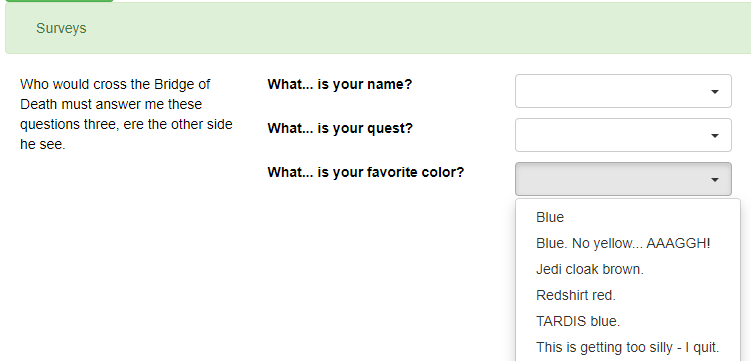 Surveys
Who would cross the Bridge of
Death must answer me these
questions three, ere the other side
he see.
What... is your name?
What... is your quest?
What... is your favorite color?
Blue
Blue. No yellow... AAAGGH!
Jedi cloak brown.
Redshirt red.
TARDIS blue.
This is getting too silly - I quit.